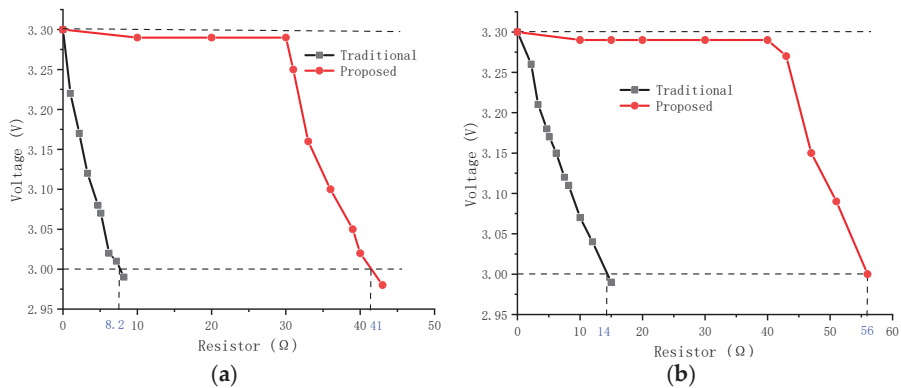 3.30
3.25
3.20
3.15
3.10
3.05
3.00
2.95
Voltage (V)
Traditional
Proposed
0 10 20 30 40 50
8.2 41
Resistor (Ω)
(a)
3.30
3.25
3.20
3.15
3.10
3.05
3.00
2.95
Voltage (V)
Traditional
Proposed
0 10 20 30 40 50 60
14 56
Resistor (Ω)
(b)